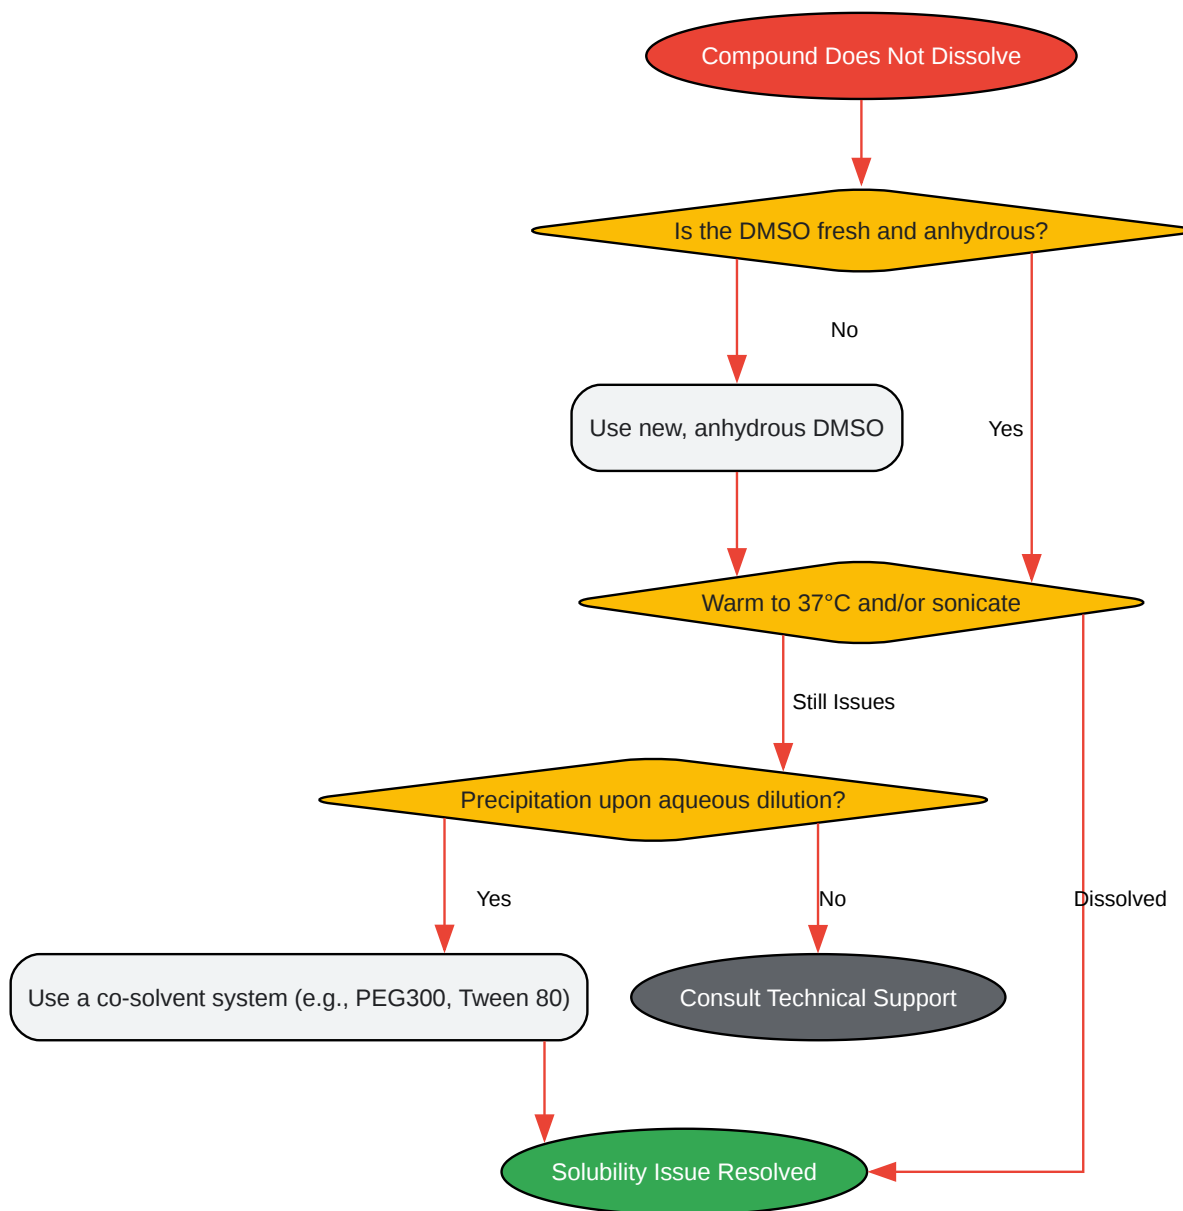 Compound Does Not Dissolve
Is the DMSO fresh and anhydrous?
No
Use new, anhydrous DMSO
Yes
Warm to 37°C and/or sonicate
Still Issues
Precipitation upon aqueous dilution?
Yes
No
Dissolved
Use a co-solvent system (e.g., PEG300, Tween 80)
Consult Technical Support
Solubility Issue Resolved